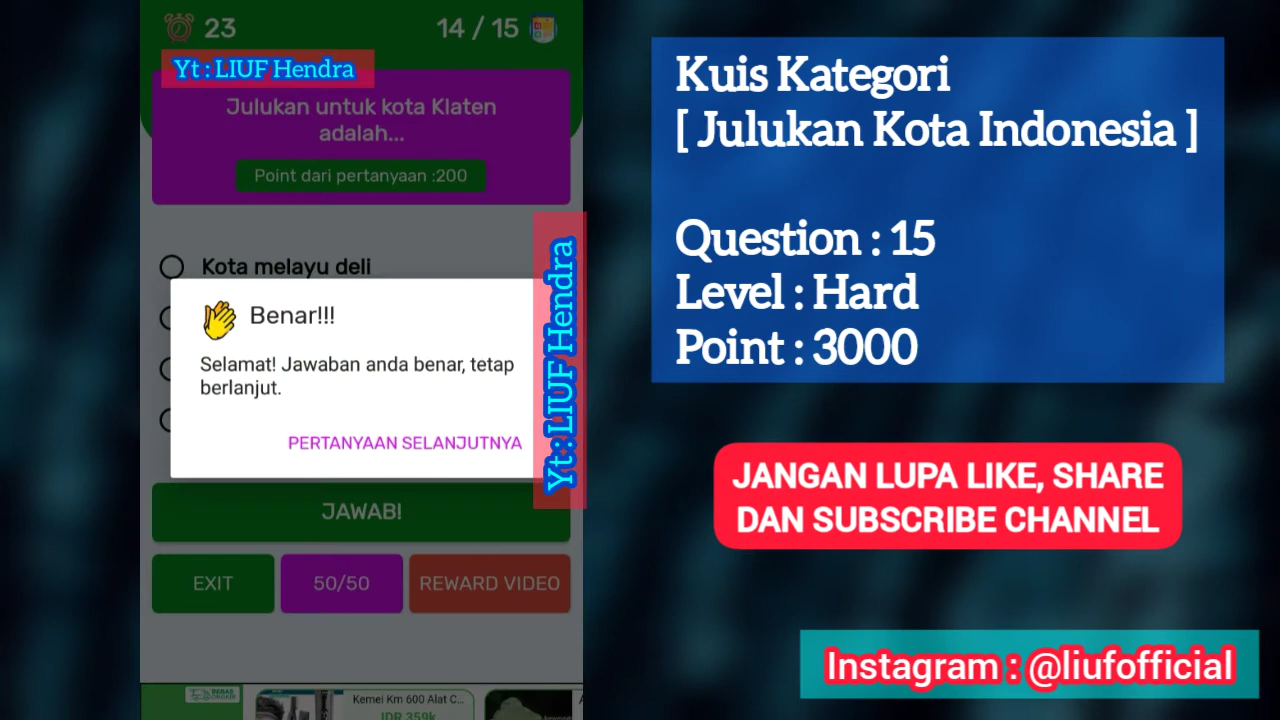 23
14 / 15
Yt : LIUF Hendra
Julukan untuk kota Klaten
adalah...
Point dari pertanyaan :200
Kota melayu deli
Benar!!!
Selamat! Jawaban anda benar, tetap
berlanjut.
PERTANYAAN SELANJUTNYA
Yt : LIUF Hendra
JAWAB!
EXIT
50/50
REWARD VIDEO
Kemei Km 600 Alat C...
IDR 359k
Kuis Kategori
[ Julukan Kota Indonesia ]
Question : 15
Level : Hard
Point : 3000
JANGAN LUPA LIKE, SHARE
DAN SUBSCRIBE CHANNEL
Instagram : @liufofficial